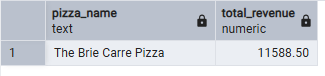 pizza_name total_revenue
text numeric
1 The Brie Carre Pizza 11588.50